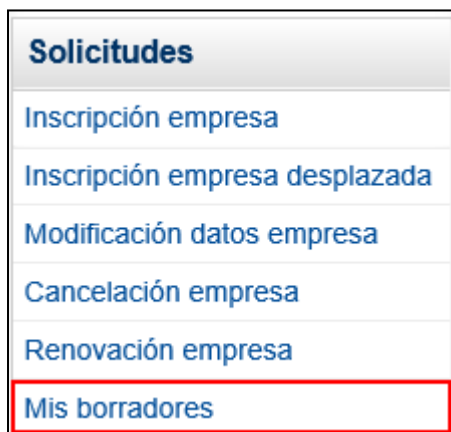 Solicitudes
Inscripción empresa
Inscripción empresa desplazada
Modificación datos empresa
Cancelación empresa
Renovación empresa
Mis borradores